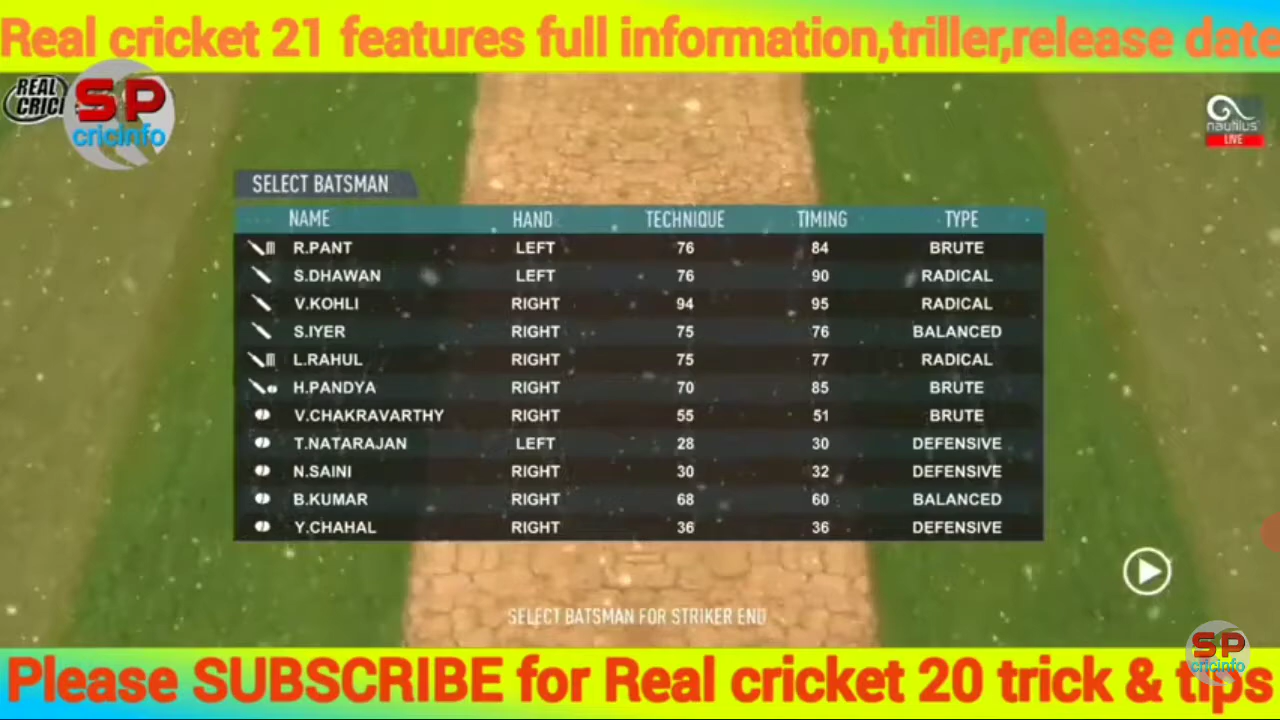 Real cricket 21 features full information,triller,release date
REAL
CRICI
SP
cricinfo
nautilus
LIVE
SELECT BATSMAN
NAME HAND TECHNIQUE TIMING TYPE
R.PANT LEFT 76 84 BRUTE
S.DHAWAN LEFT 76 90 RADICAL
V.KOHLI RIGHT 94 95 RADICAL
S.IYER RIGHT 75 76 BALANCED
L.RAHUL RIGHT 75 77 RADICAL
H.PANDYA RIGHT 70 85 BRUTE
V.CHAKRAVARTHY RIGHT 55 51 BRUTE
T.NATARAJAN LEFT 28 30 DEFENSIVE
N.SAINI RIGHT 30 32 DEFENSIVE
B.KUMAR RIGHT 68 60 BALANCED
Y.CHAHAL RIGHT 36 36 DEFENSIVE
SELECT BATSMAN FOR STRIKER END
SP
cricinfo
Please SUBSCRIBE for Real cricket 20 trick & tips